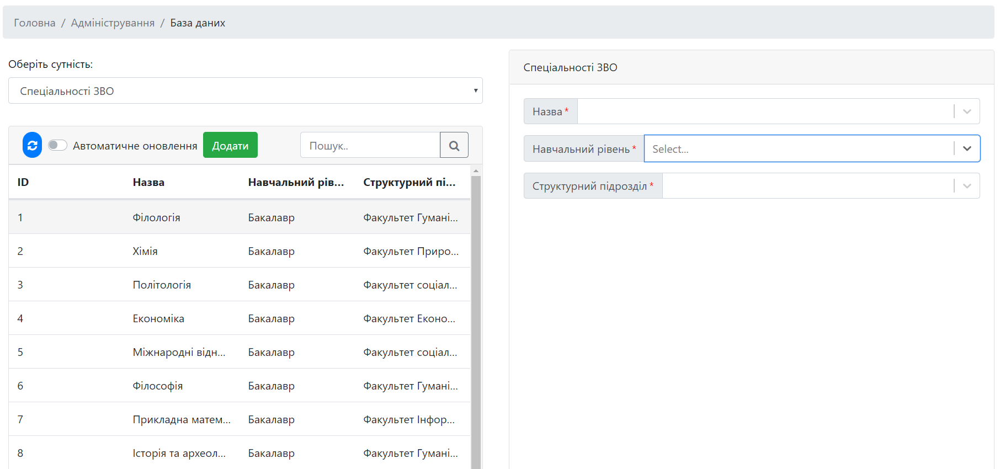 Головна / Адміністрування / База даних
Оберіть сутність:
Спеціальності ЗВО
Автоматичне оновлення Додати Пошук..
ID Назва Навчальний рів... Структурний пі...
1 Філологія Бакалавр Факультет Гумані...
2 Хімія Бакалавр Факультет Приро...
3 Політологія Бакалавр Факультет соціал...
4 Економіка Бакалавр Факультет Еконо...
5 Міжнародні відн... Бакалавр Факультет соціал...
6 Філософія Бакалавр Факультет Гумані...
7 Прикладна матем... Бакалавр Факультет Інфор...
8 Історія та археол... Бакалавр Факультет Гумані...
Спеціальності ЗВО
Назва *
Навчальний рівень * Select...
Структурний підрозділ *